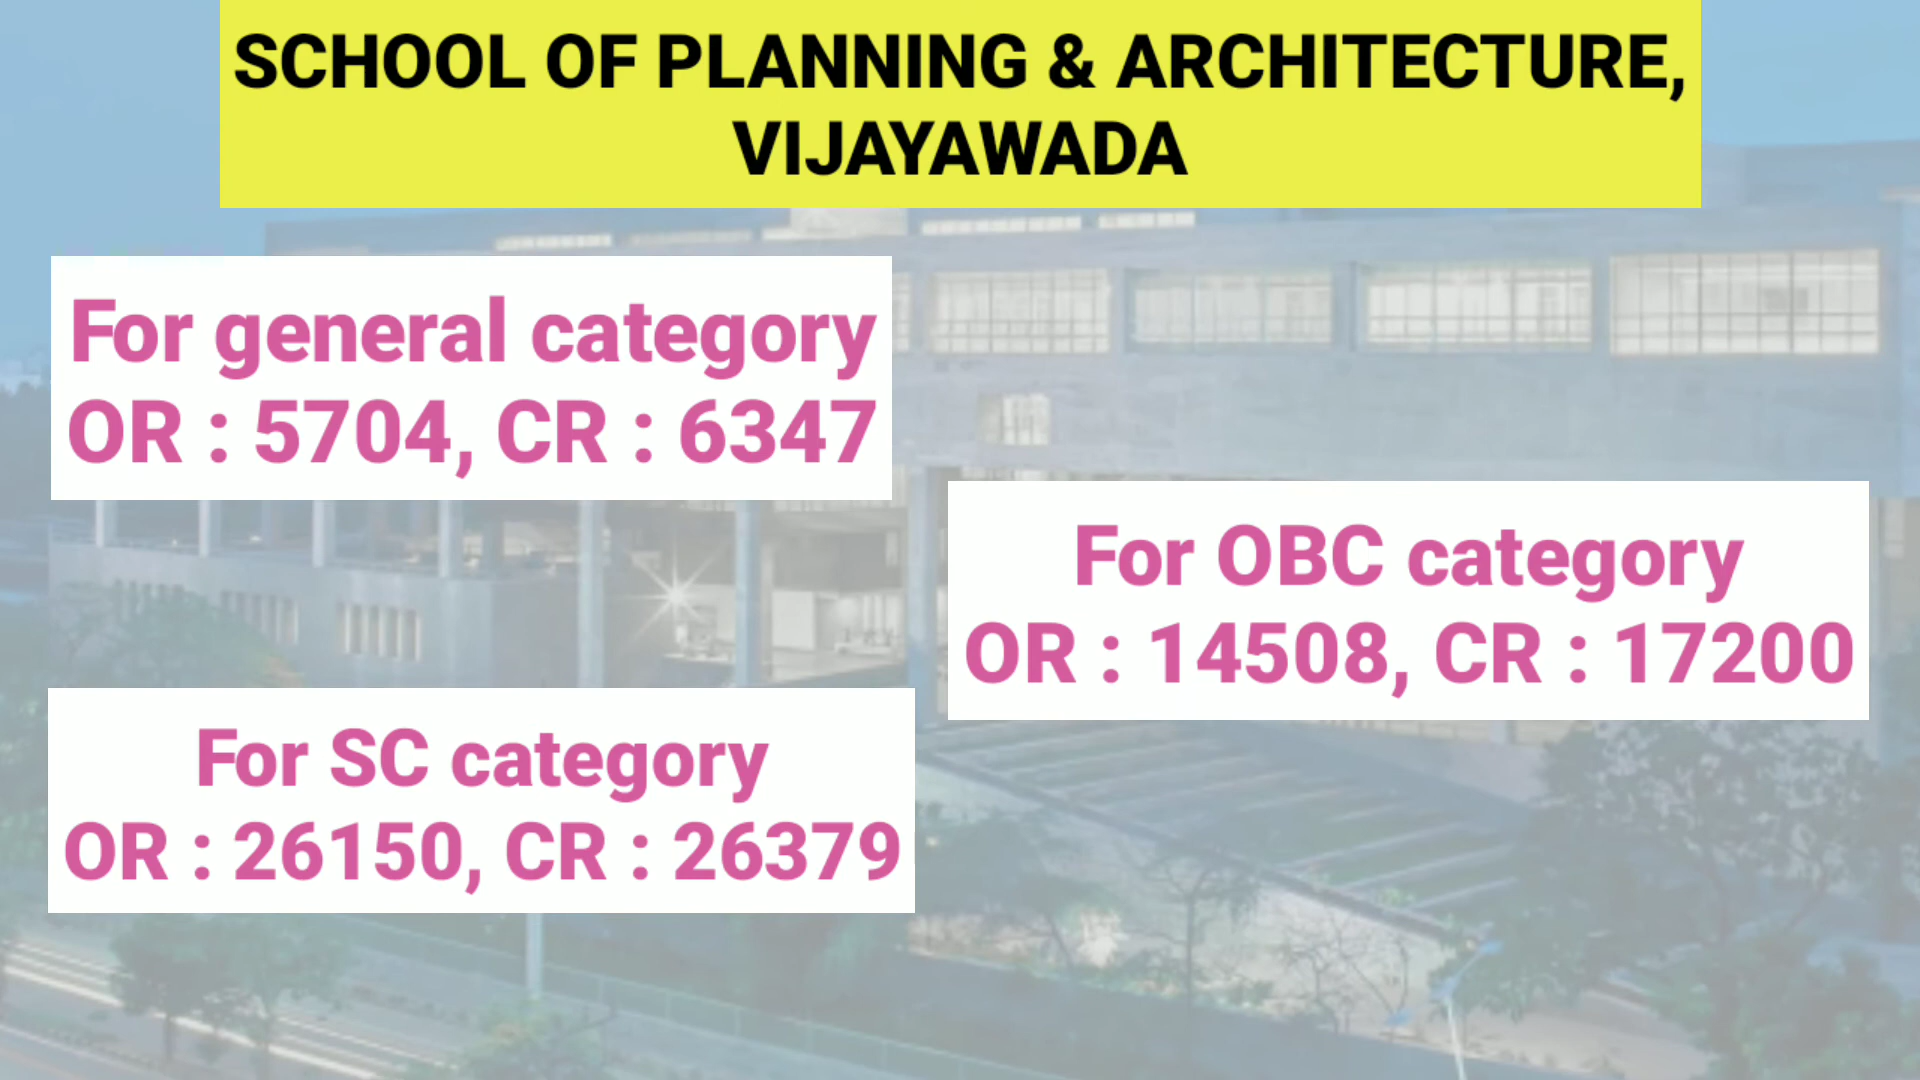 SCHOOL OF PLANNING & ARCHITECTURE,
VIJAYAWADA
For general category
OR : 5704, CR : 6347
For OBC category
OR : 14508, CR : 17200
For SC category
OR : 26150, CR : 26379